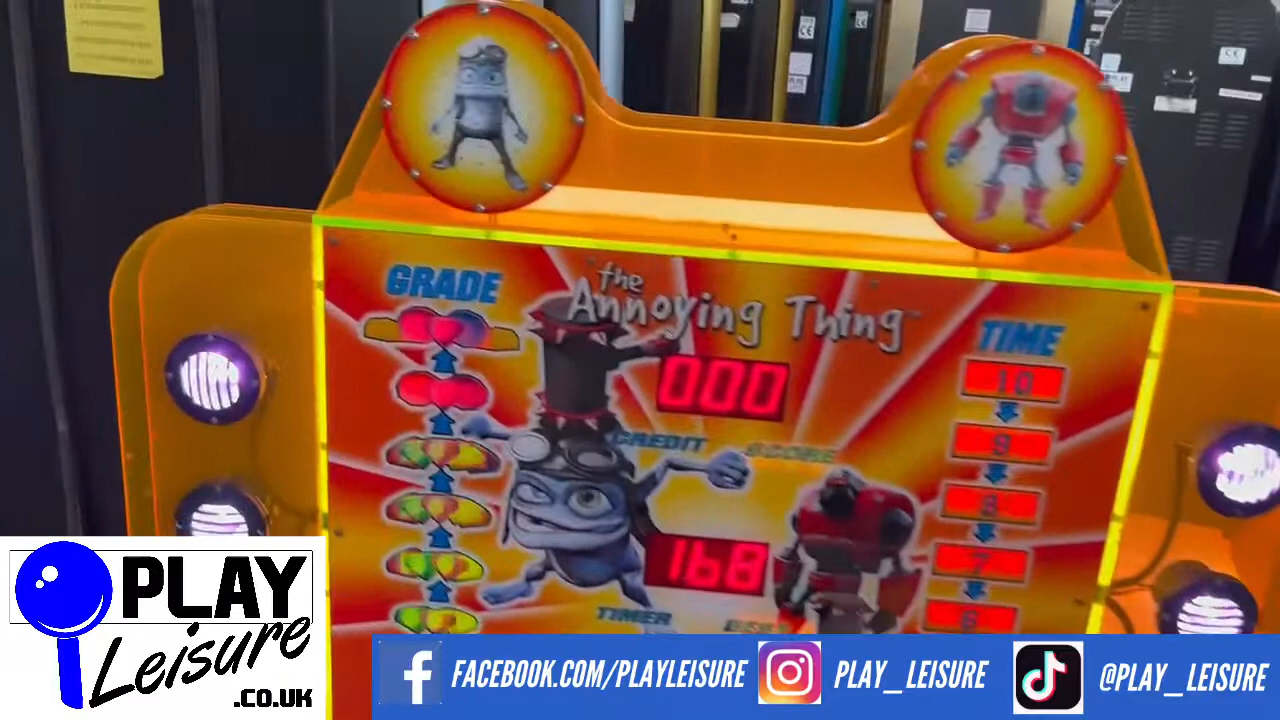 GRADE
"the
Annoying Thing™
TIME
000
10
CREDIT
SCORE
9
8
168
7
TIMER
6
PLAY
Leisure
.CO.UK
FACEBOOK.COM/PLAYLEISURE
PLAY_LEISURE
@PLAY_LEISURE